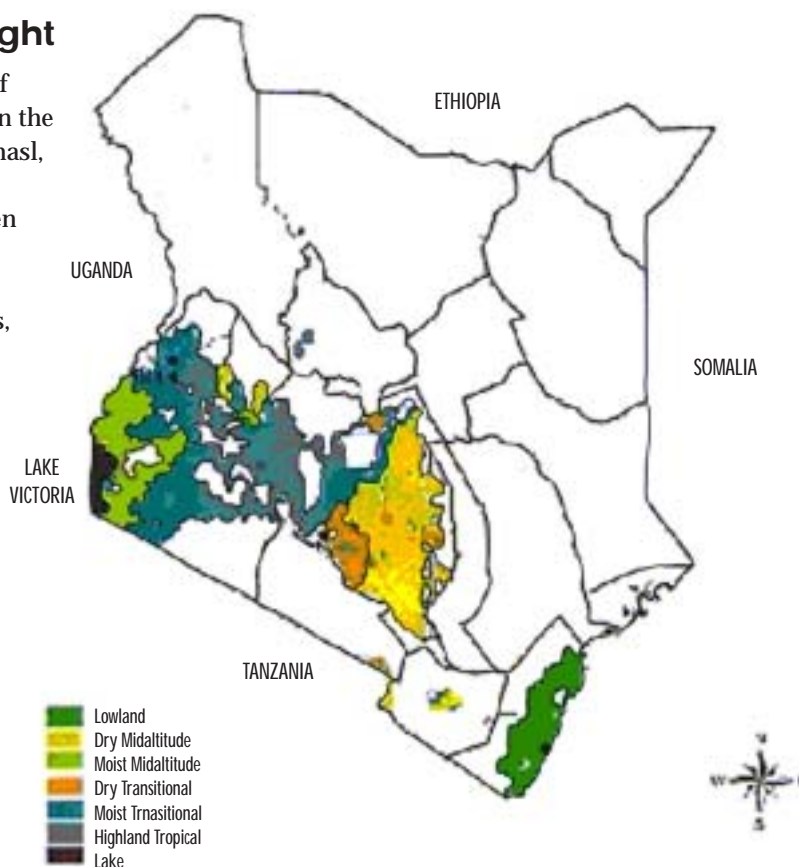 ght
f
n the
nasl,
en
s,
ETHIOPIA
UGANDA
SOMALIA
LAKE
VICTORIA
TANZANIA
Lowland
Dry Midaltitude
Moist Midaltitude
Dry Transitional
Moist Trnasitional
Highland Tropical
Lake
N
W
S